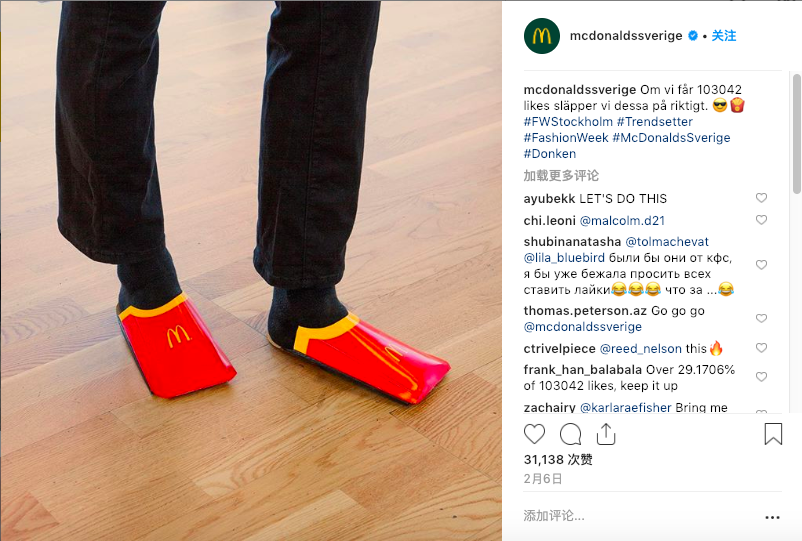 mcdonaldssverige • 关注
mcdonaldssverige Om vi får 103042
likes släpper vi dessa på riktigt. 😎🍟
#FWStockholm #Trendsetter
#FashionWeek #McDonaldsSverige
#Donken
加载更多评论
ayubekk LET'S DO THIS
chi.leoni @malcolm.d21
shubinanatasha @tolmachevat
@lila_bluebird были бы они от кфс,
я бы уже бежала просить всех
ставить лайки😂😂😂 что за ...😂
thomas.peterson.az Go go go
@mcdonaldssverige
ctrivelpiece @reed_nelson this🔥
frank_han_balabala Over 29.1706%
of 103042 likes, keep it up
zachairy @karlaraefisher Bring me
31,138 次赞
2月6日
添加评论...